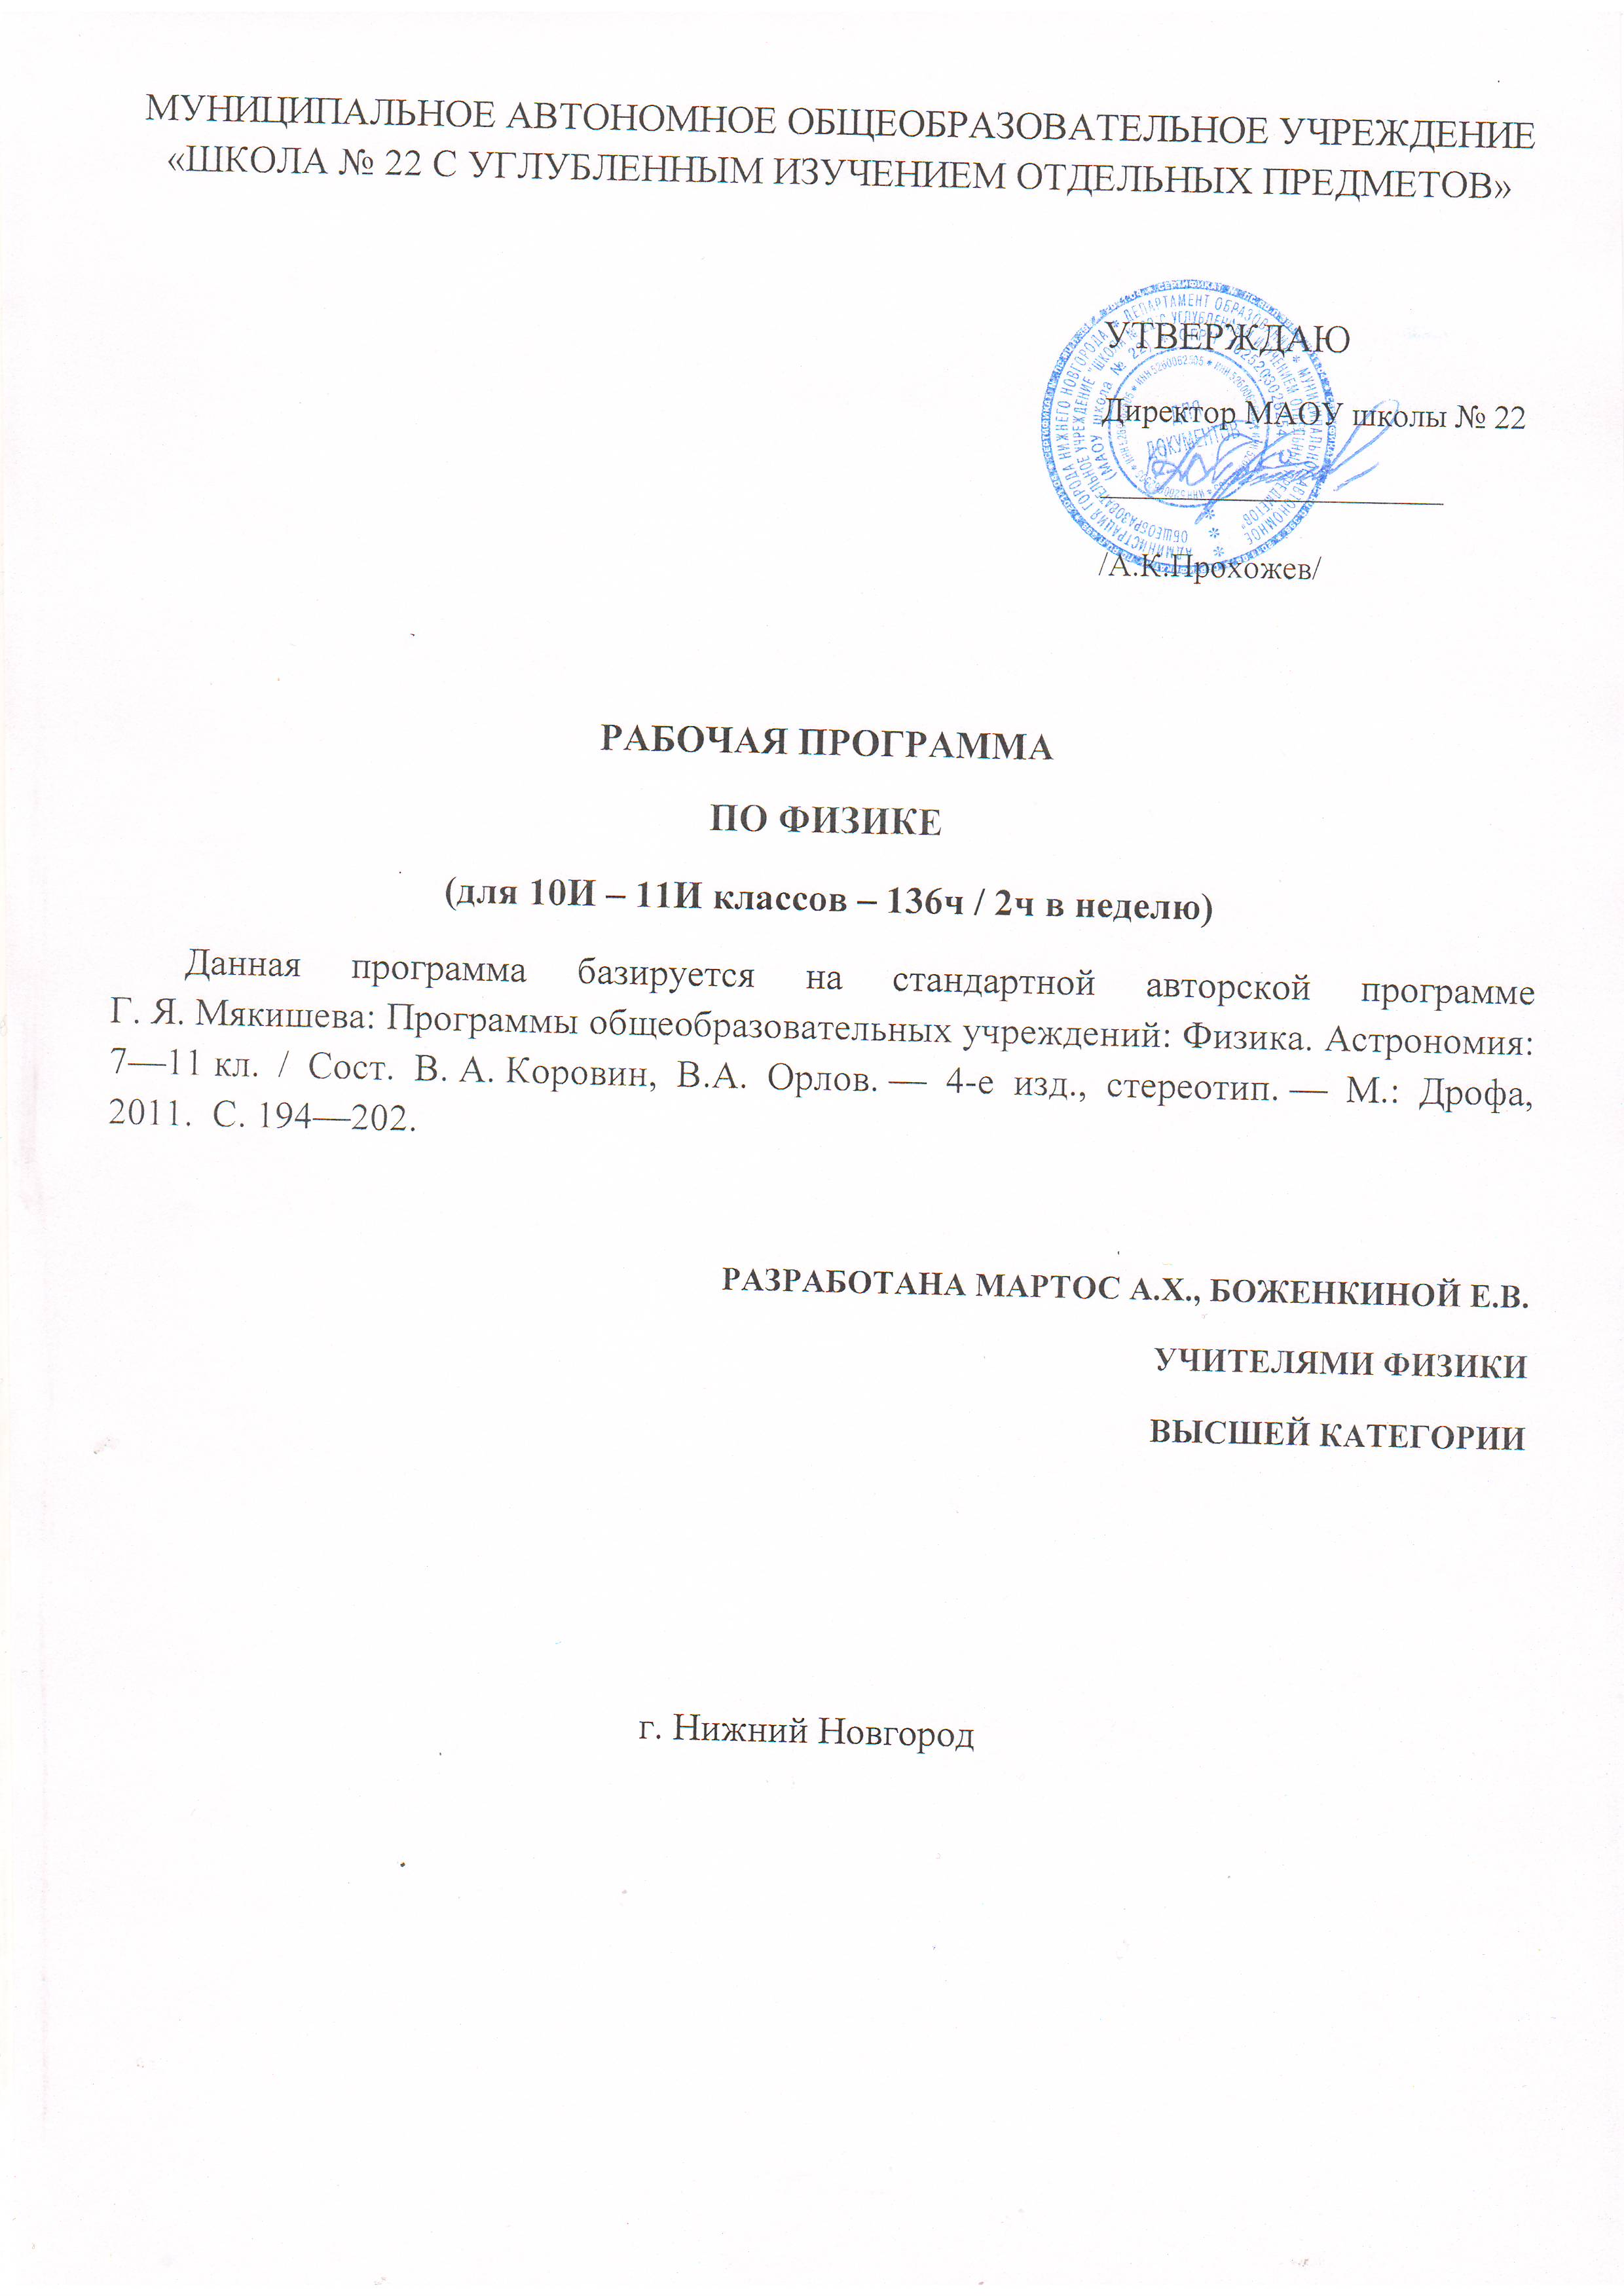 МУНИЦИПАЛЬНОЕ АВТОНОМНОЕ ОБЩЕОБРАЗОВАТЕЛЬНОЕ УЧРЕЖДЕНИЕ
«ШКОЛА № 22 С УГЛУБЛЕННЫМ ИЗУЧЕНИЕМ ОТДЕЛЬНЫХ ПРЕДМЕТОВ»
УТВЕРЖДАЮ
Директор МАОУ школы № 22
ДЛЯ
ДОКУМЕНТОВ
/А.К.Прохожев/
РАБОЧАЯ ПРОГРАММА
ПО ФИЗИКЕ
(для 10И – 11И классов – 136ч / 2ч в неделю)
Данная программа базируется на стандартной авторской программе
Г. Я. Мякишева: Программы общеобразовательных учреждений: Физика. Астрономия:
7—11 кл. / Сост. В. А. Коровин, В.А. Орлов. — 4-е изд., стереотип. — М.: Дрофа,
2011. С. 194—202.
РАЗРАБОТАНА МАРТОС А.Х., БОЖЕНКИНОЙ Е.В.
УЧИТЕЛЯМИ ФИЗИКИ
ВЫСШЕЙ КАТЕГОРИИ
г. Нижний Новгород